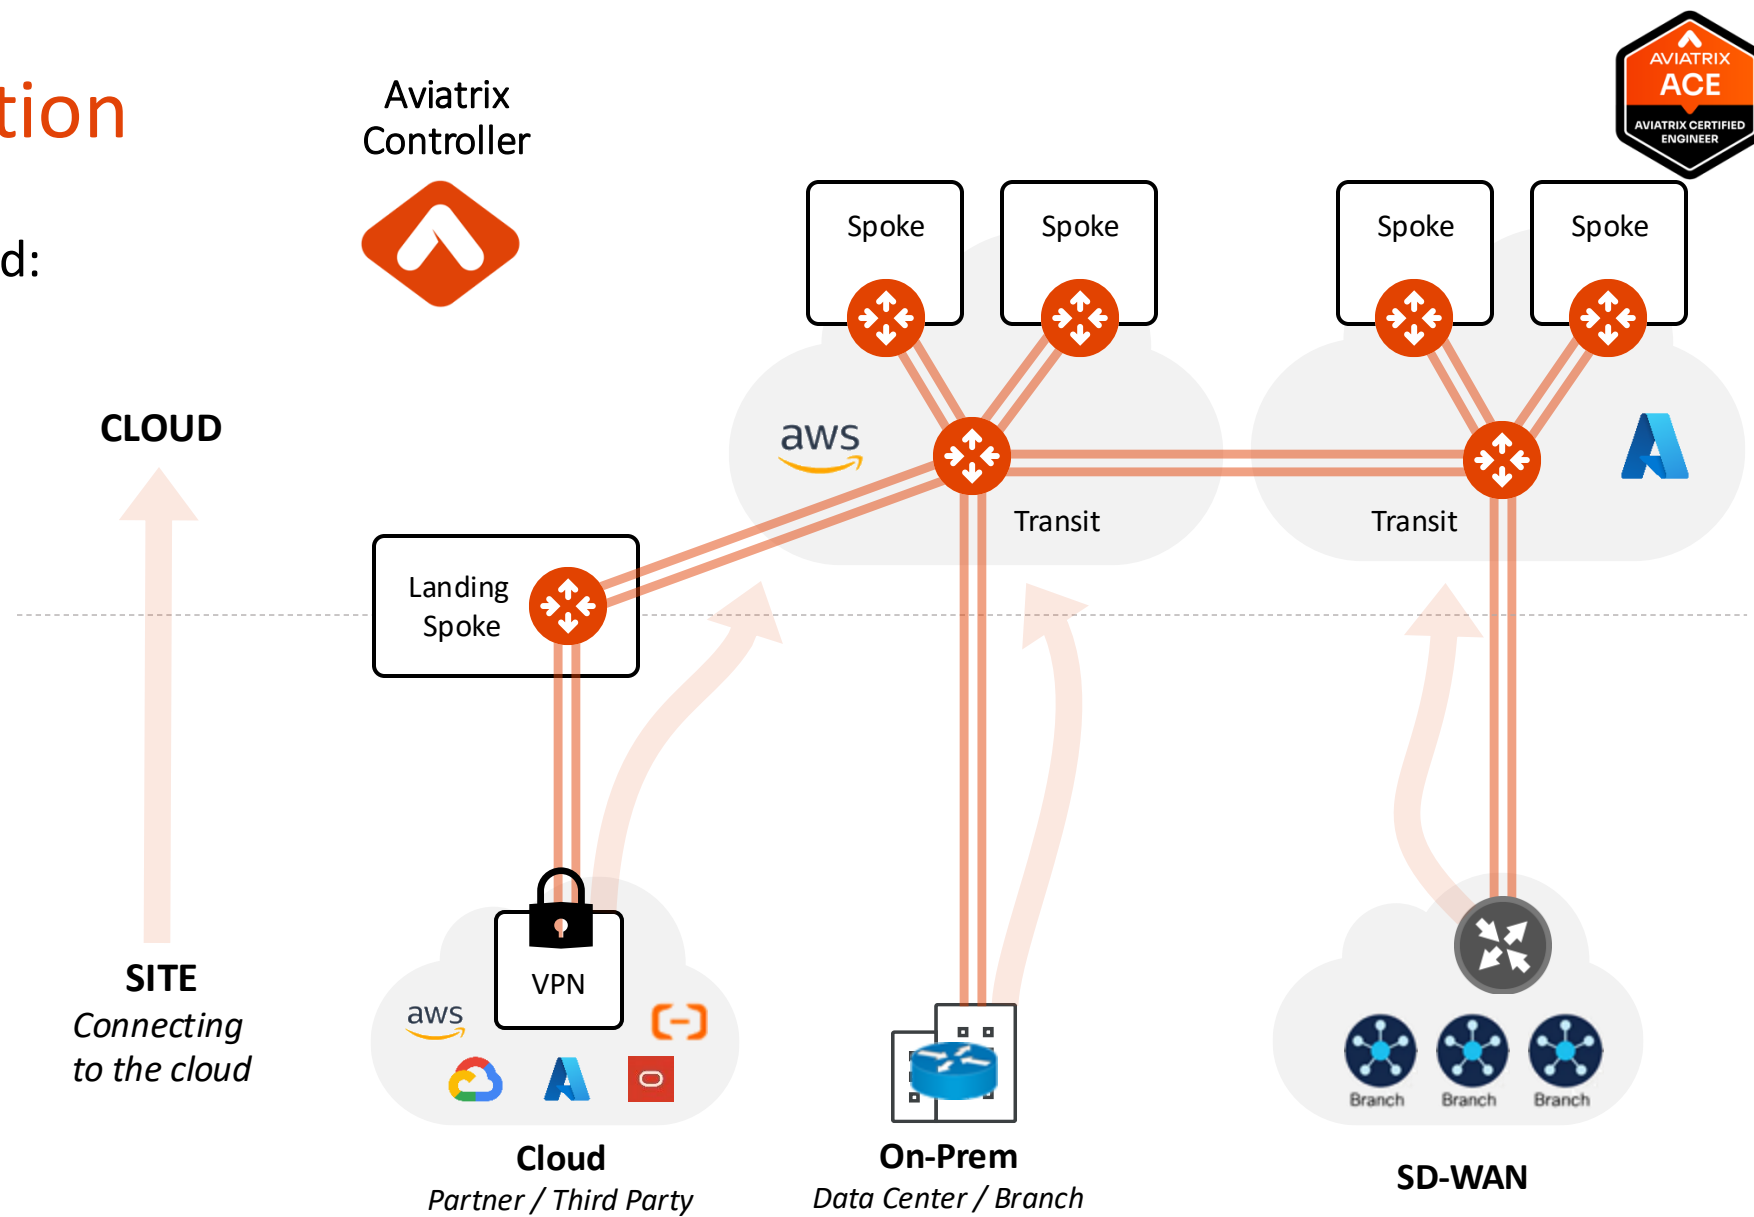 tion
d:
Aviatrix
Controller
AVIATRIX
ACE
AVIATRIX CERTIFIED
ENGINEER
Spoke
Spoke
Spoke
Spoke
CLOUD
aws
Transit
Transit
Landing
Spoke
SITE
Connecting
to the cloud
VPN
aws
Branch
Branch
Branch
Cloud
Partner / Third Party
On-Prem
Data Center / Branch
SD-WAN